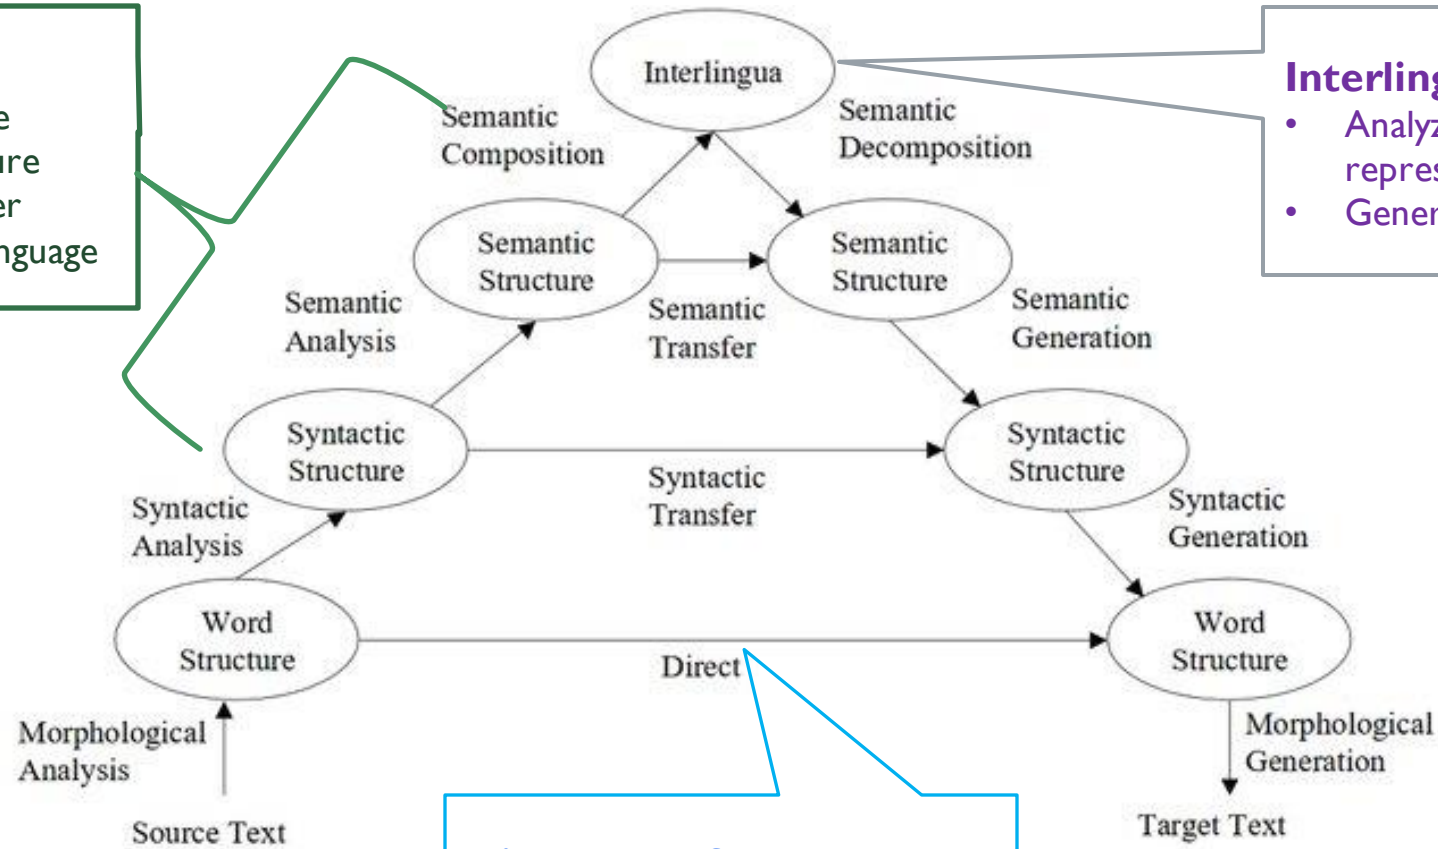 Interlingua
Semantic
Composition
Semantic
Decomposition
Interling
• Analyz
repres
• Gener
e
ure
er
nguage
Semantic
Structure
Semantic
Structure
Semantic
Analysis
Semantic
Transfer
Semantic
Generation
Syntactic
Structure
Syntactic
Structure
Syntactic
Transfer
Syntactic
Analysis
Syntactic
Generation
Word
Structure
Word
Structure
Direct
Morphological
Analysis
Morphological
Generation
Source Text
Target Text